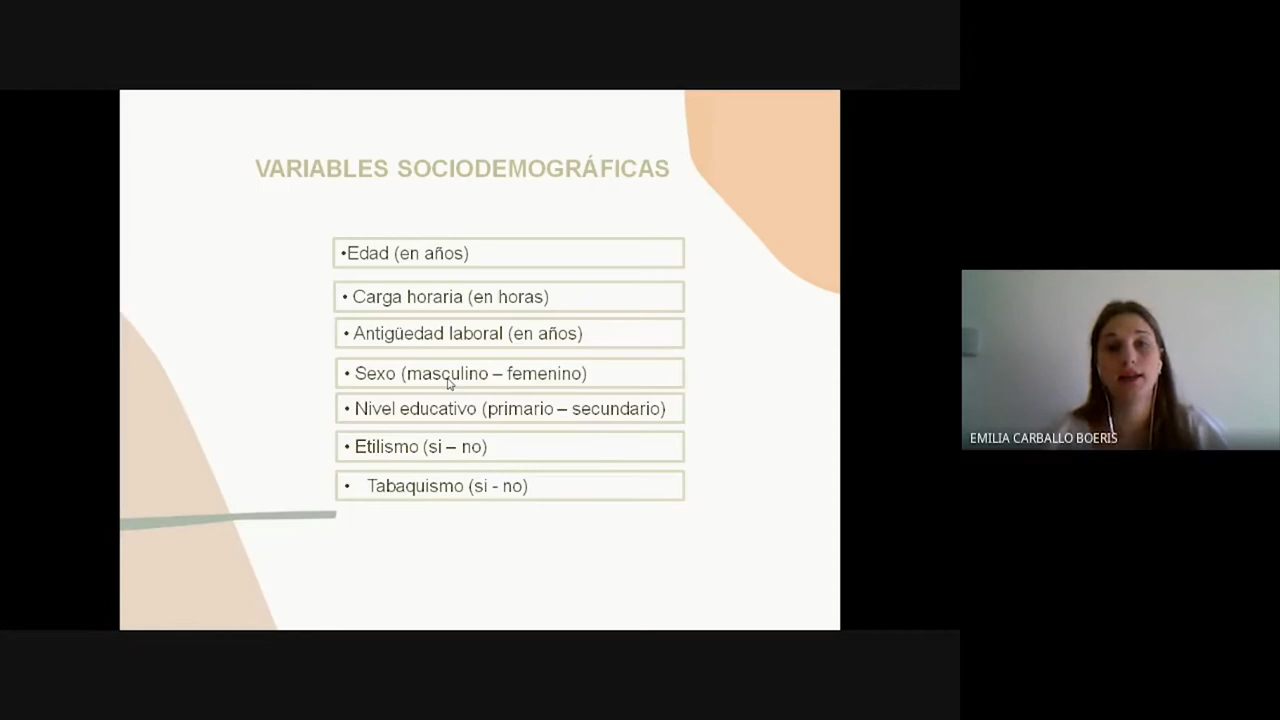 VARIABLES SOCIODEMOGRÁFICAS
•Edad (en años)
• Carga horaria (en horas)
• Antigüedad laboral (en años)
• Sexo (masculino – femenino)
• Nivel educativo (primario – secundario)
• Etilismo (si – no)
• Tabaquismo (si - no)
EMILIA CARBALLO BOERIS